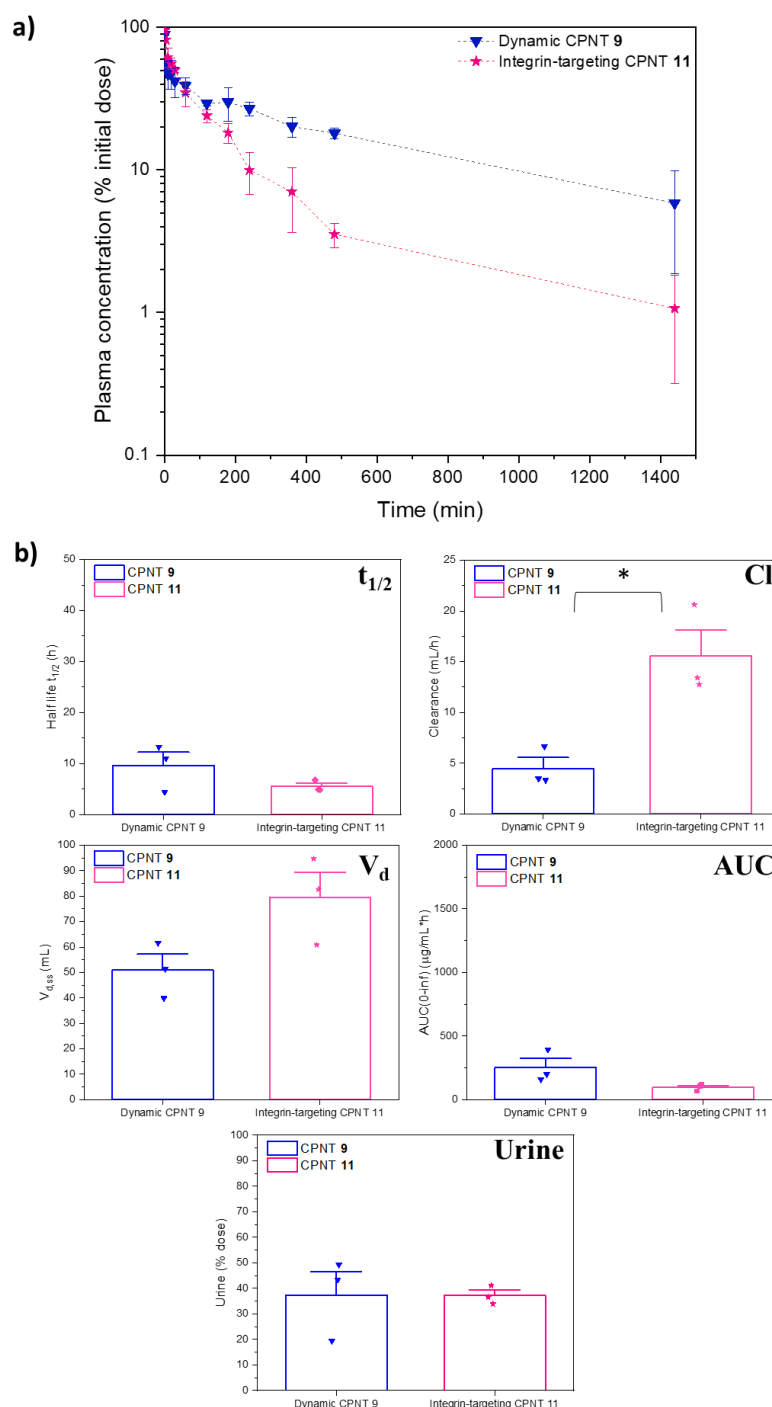 a)
100
10
1
0.1
Plasma concentration (% initial dose)
Dynamic CPNT 9
Integrin-targeting CPNT 11
0 200 400 600 800 1000 1200 1400
Time (min)
b)
50
40
30
20
10
0
Half life t1/2 (h)
CPNT 9
CPNT 11
t1/2
Dynamic CPNT 9 Integrin-targeting CPNT 11
25
20
15
10
5
0
Clearance (mL/h)
CPNT 9
CPNT 11
*
Cl
Dynamic CPNT 9 Integrin-targeting CPNT 11
100
90
80
70
60
50
40
30
20
10
0
Vd,ss (mL)
CPNT 9
CPNT 11
Vd
Dynamic CPNT 9 Integrin-targeting CPNT 11
2000
1500
1000
500
0
AUC(0-inf) (µg/mL*h)
CPNT 9
CPNT 11
AUC
Dynamic CPNT 9 Integrin-targeting CPNT 11
100
90
80
70
60
50
40
30
20
10
0
Urine (% dose)
CPNT 9
CPNT 11
Urine
Dynamic CPNT 9 Integrin-targeting CPNT 11